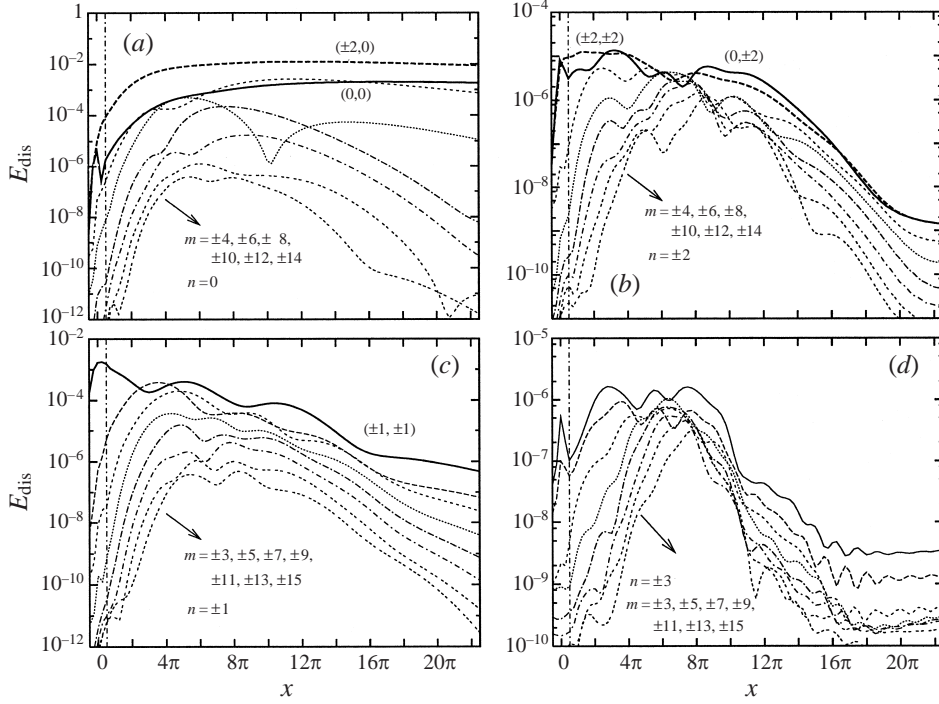 1
10⁻²
10⁻⁴
10⁻⁶
10⁻⁸
10⁻¹⁰
10⁻¹²
E_dis
(a)
(±2,0)
(0,0)
m = ±4, ±6, ± 8,
±10, ±12, ±14
n = 0
10⁻⁴
10⁻⁶
10⁻⁸
10⁻¹⁰
(±2,±2)
(0,±2)
m = ±4, ±6, ±8,
±10, ±12, ±14
n = ±2
(b)
10⁻²
10⁻⁴
10⁻⁶
10⁻⁸
10⁻¹⁰
10⁻¹²
E_dis
(c)
(±1, ±1)
m = ±3, ±5, ±7, ±9,
±11, ±13, ±15
n = ±1
0 4π 8π 12π 16π 20π
x
10⁻⁵
10⁻⁶
10⁻⁷
10⁻⁸
10⁻⁹
10⁻¹⁰
(d)
n = ±3
m = ±3, ±5, ±7, ±9,
±11, ±13, ±15
0 4π 8π 12π 16π 20π
x